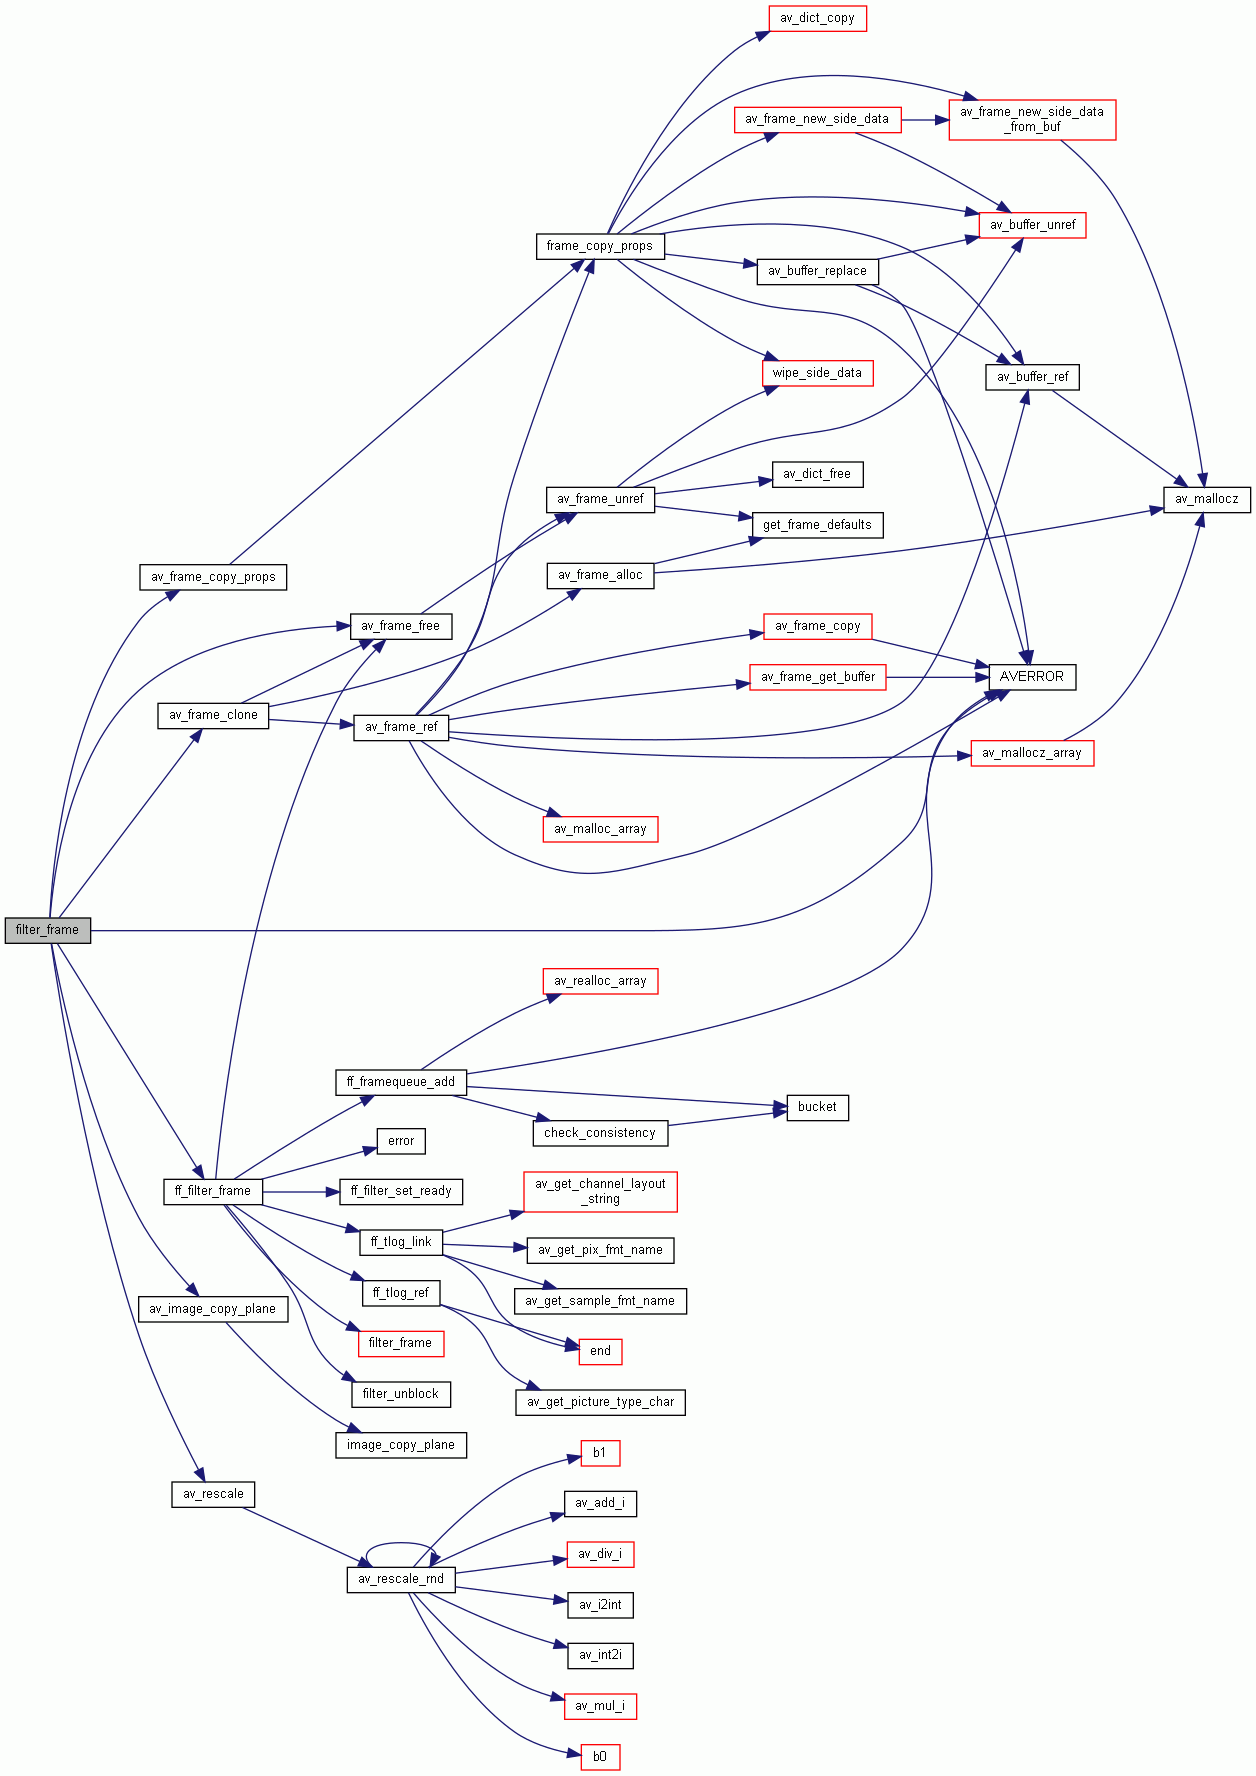 av_dict_copy
av_frame_new_side_data
av_frame_new_side_data
_from_buf
av_buffer_unref
frame_copy_props
av_buffer_replace
wipe_side_data
av_buffer_ref
av_dict_free
av_frame_unref
av_mallocz
get_frame_defaults
av_frame_copy_props
av_frame_alloc
av_frame_free
av_frame_copy
av_frame_get_buffer
AVERROR
av_frame_clone
av_frame_ref
av_mallocz_array
av_malloc_array
filter_frame
av_realloc_array
ff_framequeue_add
bucket
check_consistency
error
ff_filter_frame
ff_filter_set_ready
av_get_channel_layout
_string
ff_tlog_link
av_get_pix_fmt_name
ff_tlog_ref
av_get_sample_fmt_name
av_image_copy_plane
filter_frame
end
filter_unblock
av_get_picture_type_char
image_copy_plane
b1
av_rescale
av_add_i
av_div_i
av_rescale_rnd
av_i2int
av_int2i
av_mul_i
b0